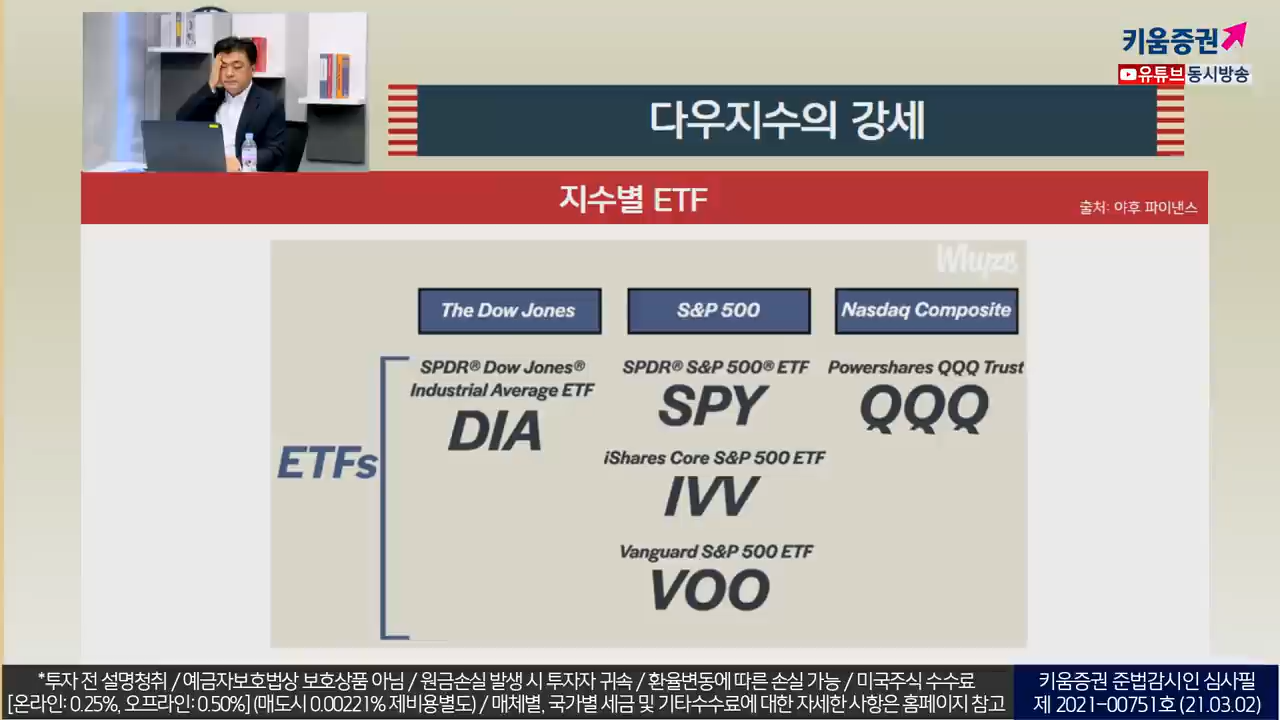 키움증권
유튜브동시방송
다우지수의 강세
지수별 ETF
출처: 야후 파이낸스
Whyze
The Dow Jones
S&P 500
Nasdaq Composite
SPDR® Dow Jones®
Industrial Average ETF
DIA
SPDR® S&P 500® ETF
SPY
Powershares QQQ Trust
QQQ
ETFs
iShares Core S&P 500 ETF
IVV
Vanguard S&P 500 ETF
VOO
*투자 전 설명청취 / 예금자보호법상 보호상품 아님 / 원금손실 발생 시 투자자 귀속 / 환율변동에 따른 손실 가능 / 미국주식 수수료
[온라인: 0.25%, 오프라인: 0.50%] (매도시 0.00221% 제비용별도) / 매체별, 국가별 세금 및 기타수수료에 대한 자세한 사항은 홈페이지 참고
키움증권 준법감시인 심사필
제 2021-00751호 (21.03.02)